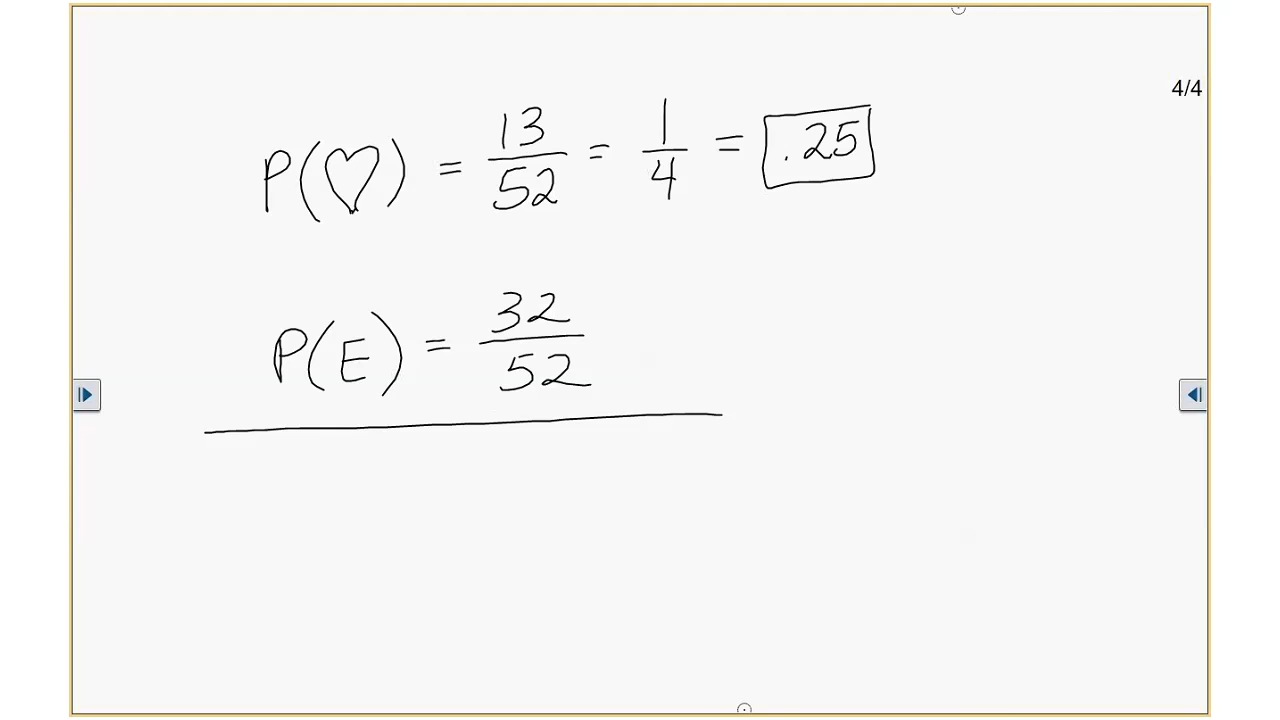 4/4
P(♡) = 13/52 = 1/4 = .25
P(E) = 32/52